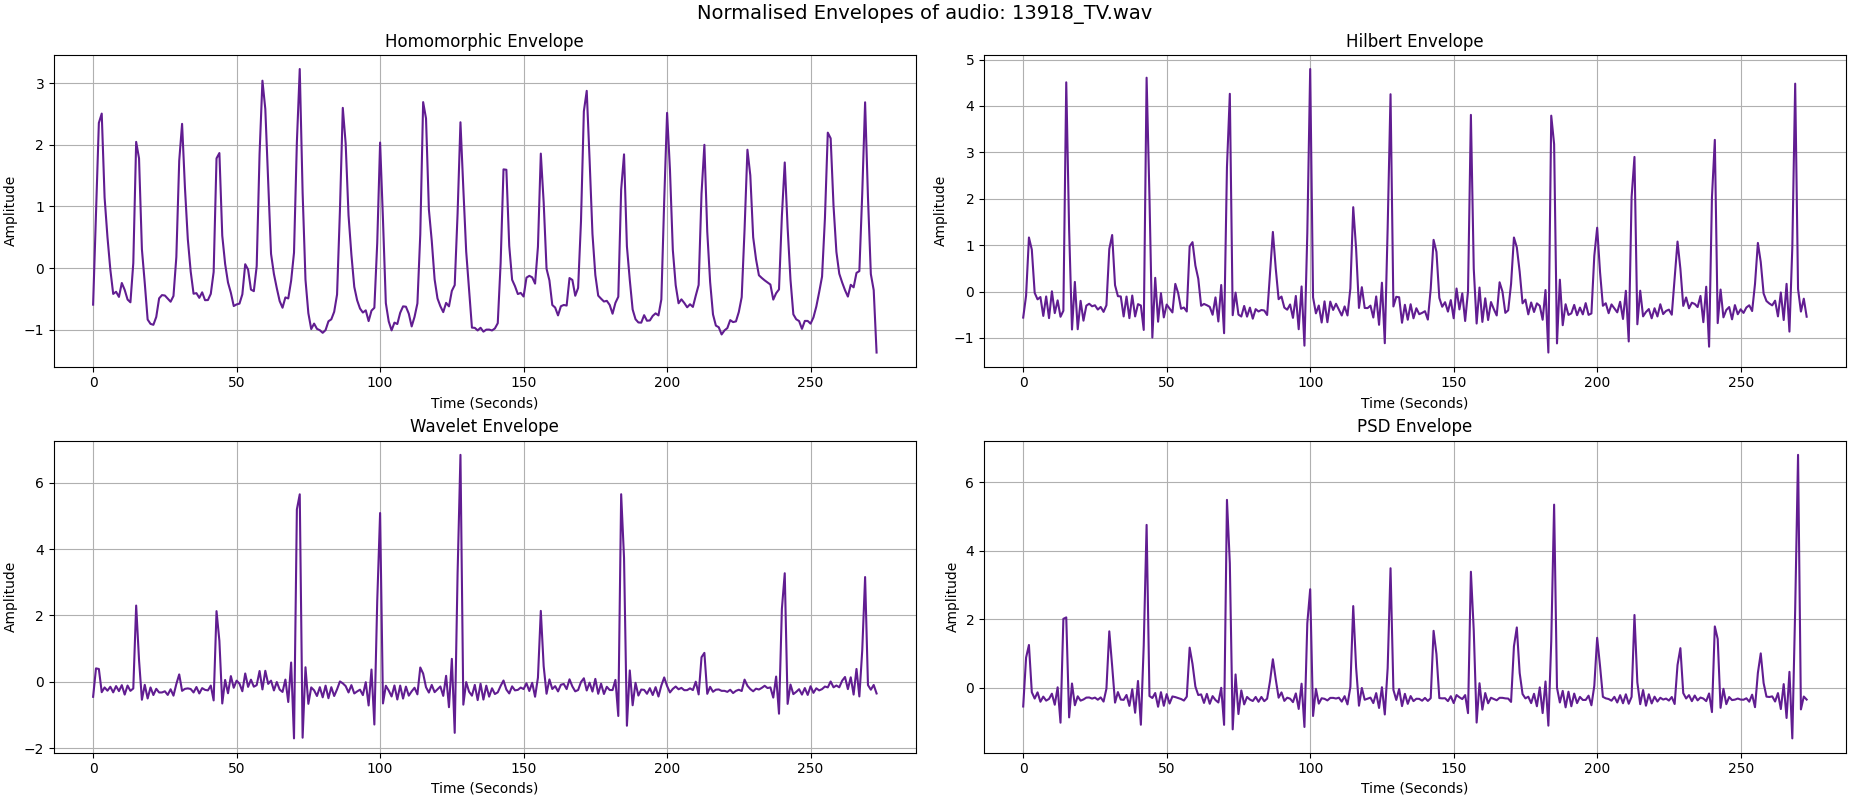 Normalised Envelopes of audio: 13918_TV.wav
Homomorphic Envelope
Amplitude
3
2
1
0
−1
0 50 100 150 200 250
Time (Seconds)
Hilbert Envelope
Amplitude
5
4
3
2
1
0
−1
0 50 100 150 200 250
Time (Seconds)
Wavelet Envelope
Amplitude
6
4
2
0
−2
0 50 100 150 200 250
Time (Seconds)
PSD Envelope
Amplitude
6
4
2
0
0 50 100 150 200 250
Time (Seconds)